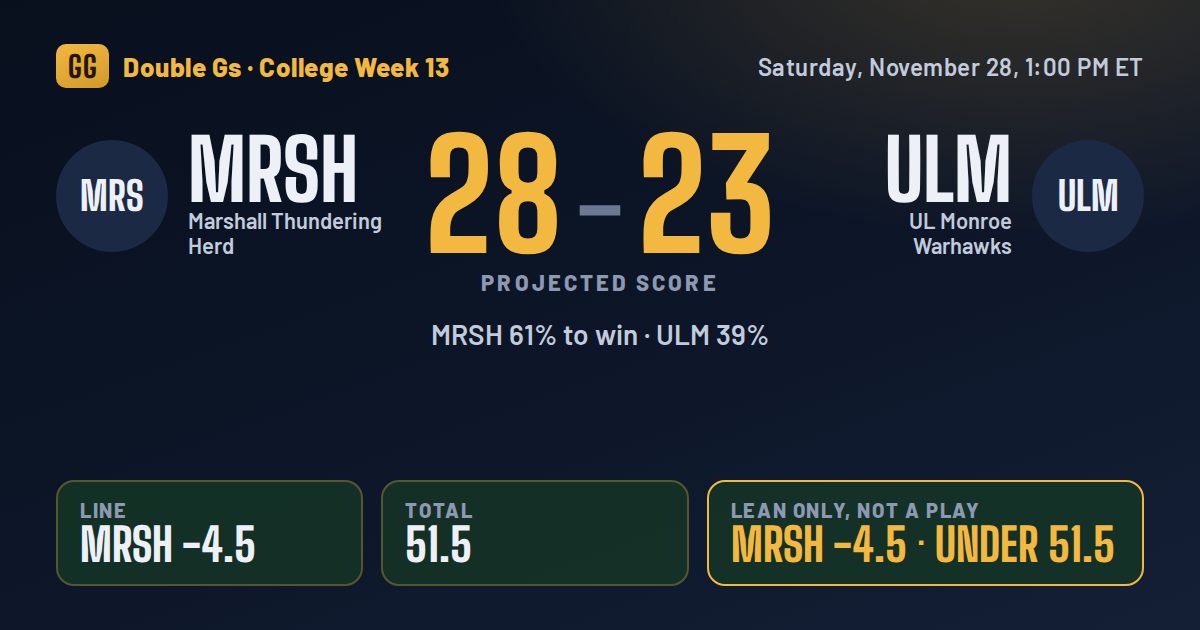 GG
Double Gs · College Week 13
Saturday, November 28, 1:00 PM ET
MRS
MRSH
Marshall Thundering
Herd
28 – 23
PROJECTED SCORE
MRSH 61% to win · ULM 39%
ULM
UL Monroe
Warhawks
ULM
LINE
MRSH −4.5
TOTAL
51.5
LEAN ONLY, NOT A PLAY
MRSH −4.5 · UNDER 51.5